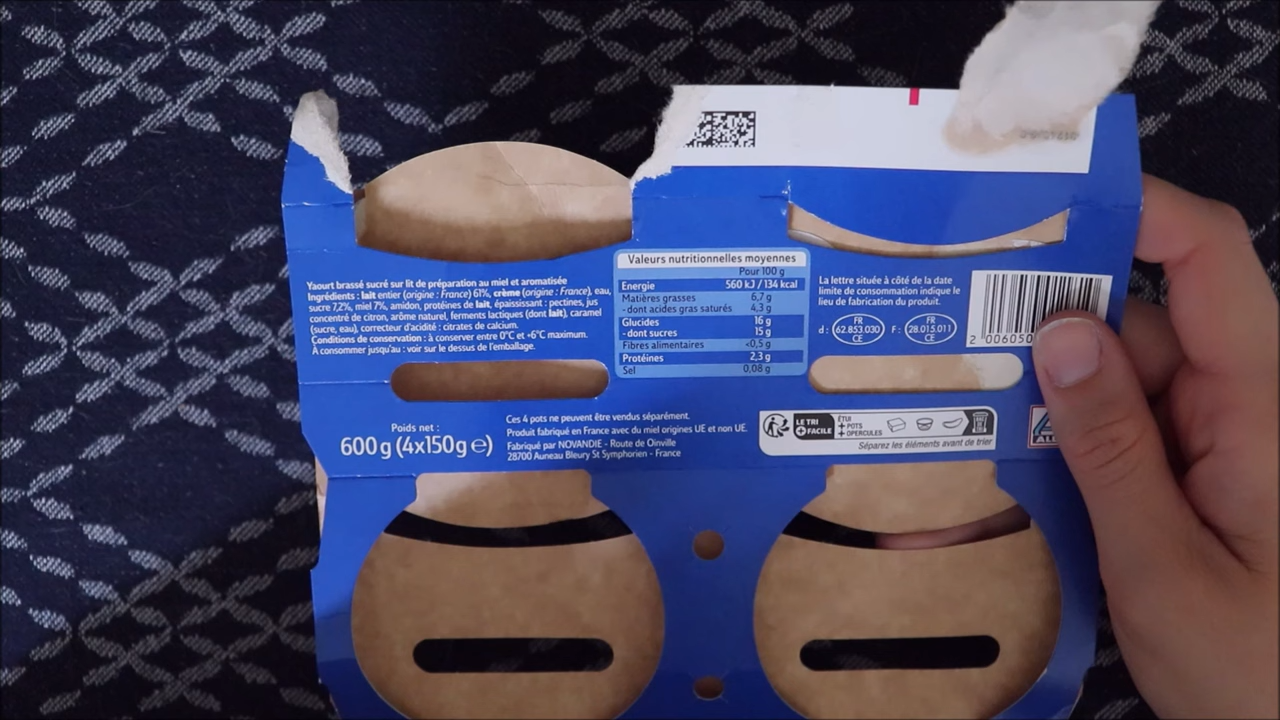 Yaourt brassé sucré sur lit de préparation au miel et aromatisée
Ingrédients : lait entier (origine : France) 61%, crème (origine : France), eau,
sucre 7,2%, miel 7%, amidon, protéines de lait, épaississant : pectines, jus
concentré de citron, arôme naturel, ferments lactiques (dont lait), caramel
(sucre, eau), correcteur d'acidité : citrates de calcium.
Conditions de conservation : à conserver entre 0°C et +6°C maximum.
À consommer jusqu'au : voir sur le dessus de l'emballage.
Valeurs nutritionnelles moyennes
Pour 100 g
Energie 560 kJ / 134 kcal
Matières grasses 6,7 g
- dont acides gras saturés 4,3 g
Glucides 16 g
- dont sucres 15 g
Fibres alimentaires <0,5 g
Protéines 2,3 g
Sel 0,08 g
La lettre située à côté de la date
limite de consommation indique le
lieu de fabrication du produit.
d : FR 62.853.030 CE F : FR 28.015.011 CE
2 006050
Poids net :
600 g (4x150g e)
Ces 4 pots ne peuvent être vendus séparément.
Produit fabriqué en France avec du miel origines UE et non UE.
Fabriqué par NOVANDIE - Route de Oinville
28700 Auneau Bleury St Symphorien - France
LE TRI
+ FACILE
ÉTUI
+ POTS
+ OPERCULES
Séparez les éléments avant de trier